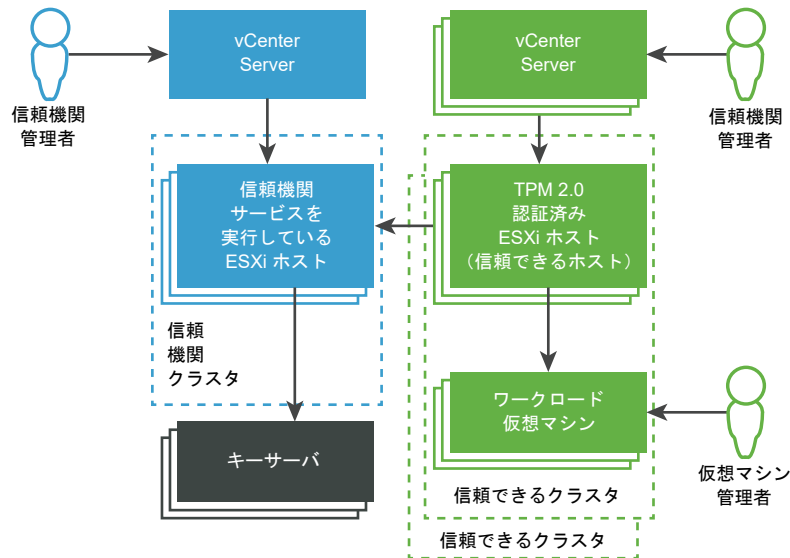 vCenter
Server
vCenter
Server
信頼機関
管理者
信頼機関
管理者
信頼機関
サービスを
実行している
ESXi ホスト
TPM 2.0
認証済み
ESXi ホスト
（信頼できるホスト）
信頼
機関
クラスタ
ワークロード
仮想マシン
キーサーバ
仮想マシン
管理者
信頼できるクラスタ
信頼できるクラスタ